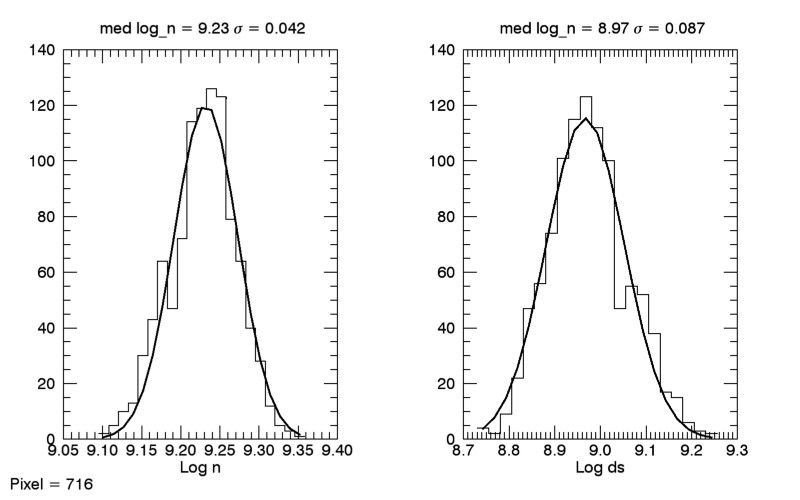 med log_n = 9.23 σ = 0.042
140
120
100
80
60
40
20
0
9.05 9.10 9.15 9.20 9.25 9.30 9.35 9.40
Log n
med log_n = 8.97 σ = 0.087
140
120
100
80
60
40
20
0
8.7 8.8 8.9 9.0 9.1 9.2 9.3
Log ds
Pixel = 716